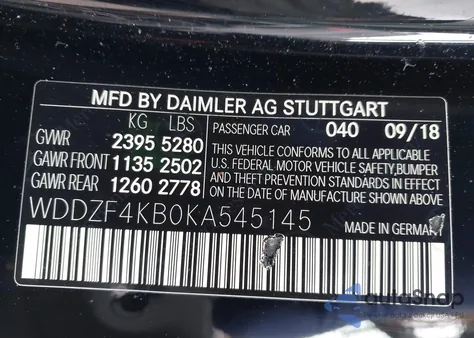 MFD BY DAIMLER AG STUTTGART
KG LBS
GVWR 2395 5280
GAWR FRONT 1135 2502
GAWR REAR 1260 2778
PASSENGER CAR 040 09/18
THIS VEHICLE CONFORMS TO ALL APPLICABLE
U.S. FEDERAL MOTOR VEHICLE SAFETY,BUMPER
AND THEFT PREVENTION STANDARDS IN EFFECT
ON THE DATE OF MANUFACTURE SHOWN ABOVE
WDDZF4KB0KA545145
MADE IN GERMANY
autoSnap